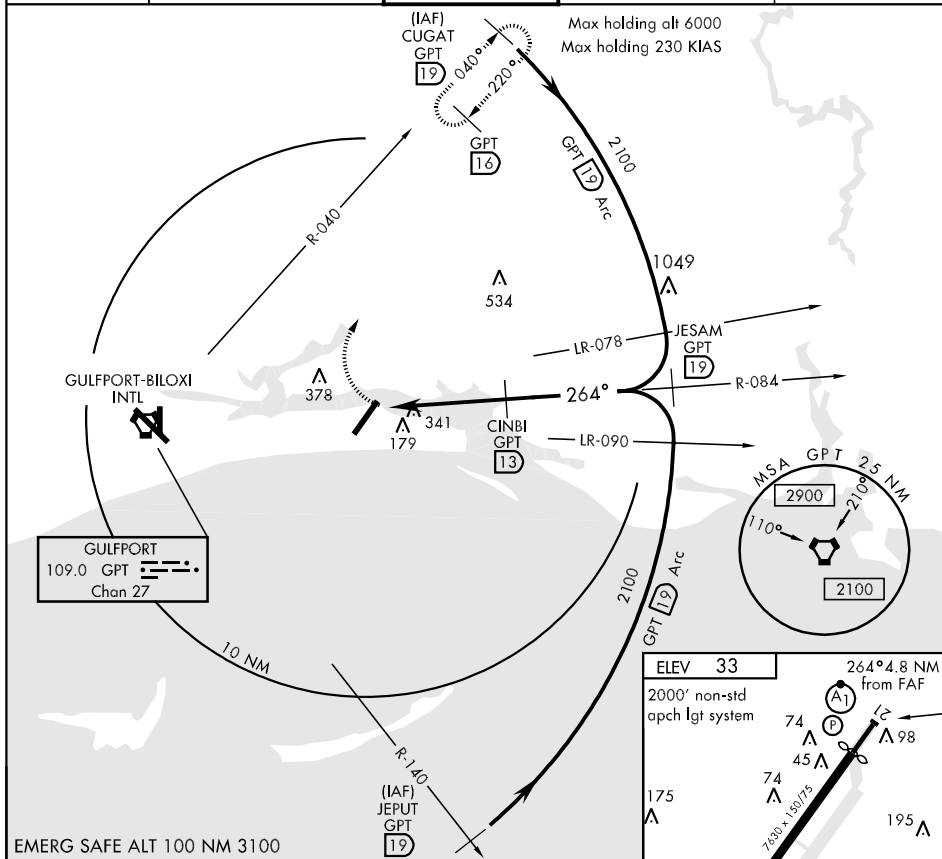 (IAF)
CUGAT
GPT
19
040°
220°
Max holding alt 6000
Max holding 230 KIAS
GPT
16
GPT 19 Arc
2100
R-040
1049
534
LR-078
JESAM
GPT
19
R-084
GULFPORT-BILOXI
INTL
378
264°
341
179
CINBI
GPT
13
LR-090
MSA GPT 25 NM
2900
210°
110°
2100
GULFPORT
109.0 GPT
Chan 27
2100
GPT 19 Arc
10 NM
R-140
(IAF)
JEPUT
GPT
19
EMERG SAFE ALT 100 NM 3100
ELEV 33
264° 4.8 NM
from FAF
2000' non-std
apch lgt system
A1
P
21
74
98
45
74
175
7630 x 150/75
195